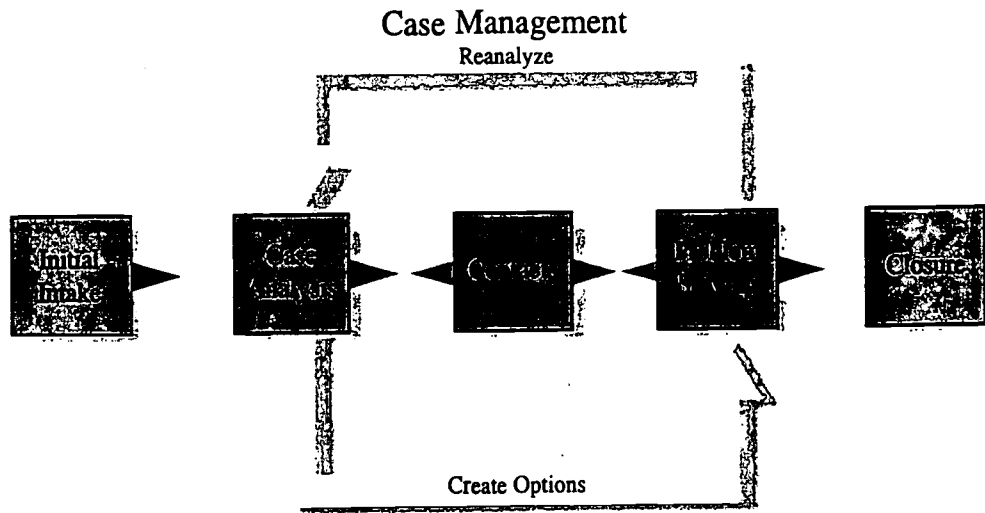 Case Management
Reanalyze
Initial
Intake
Case
Analysis
Closure
Create Options